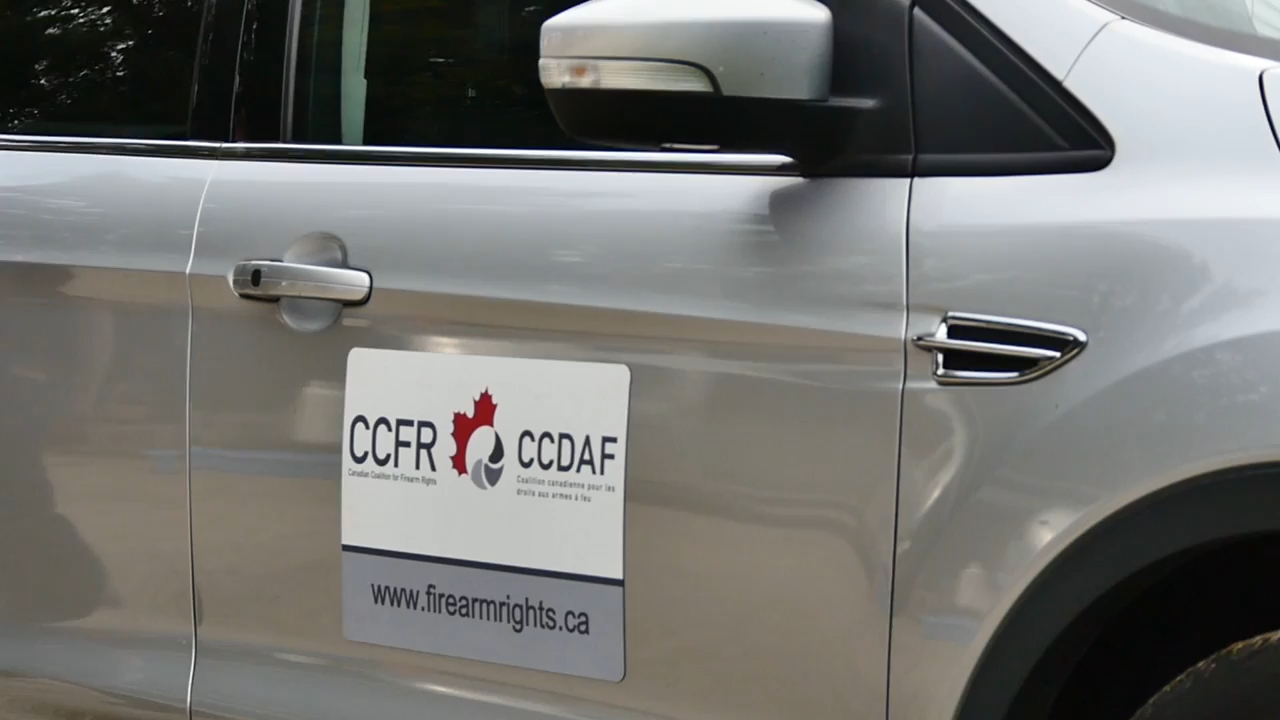 CCFR
Canadian Coalition for Firearm Rights
CCDAF
Coalition canadienne pour les
droits aux armes à feu
www.firearmrights.ca